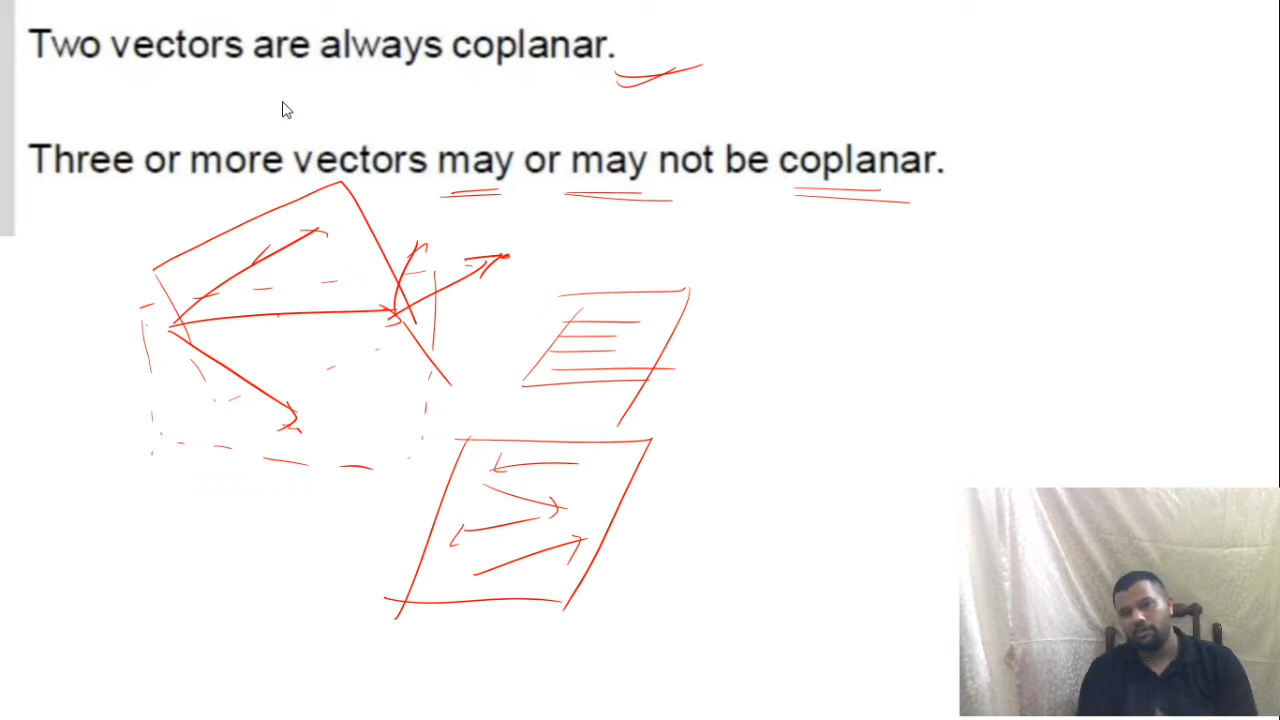 Two vectors are always coplanar.
Three or more vectors may or may not be coplanar.